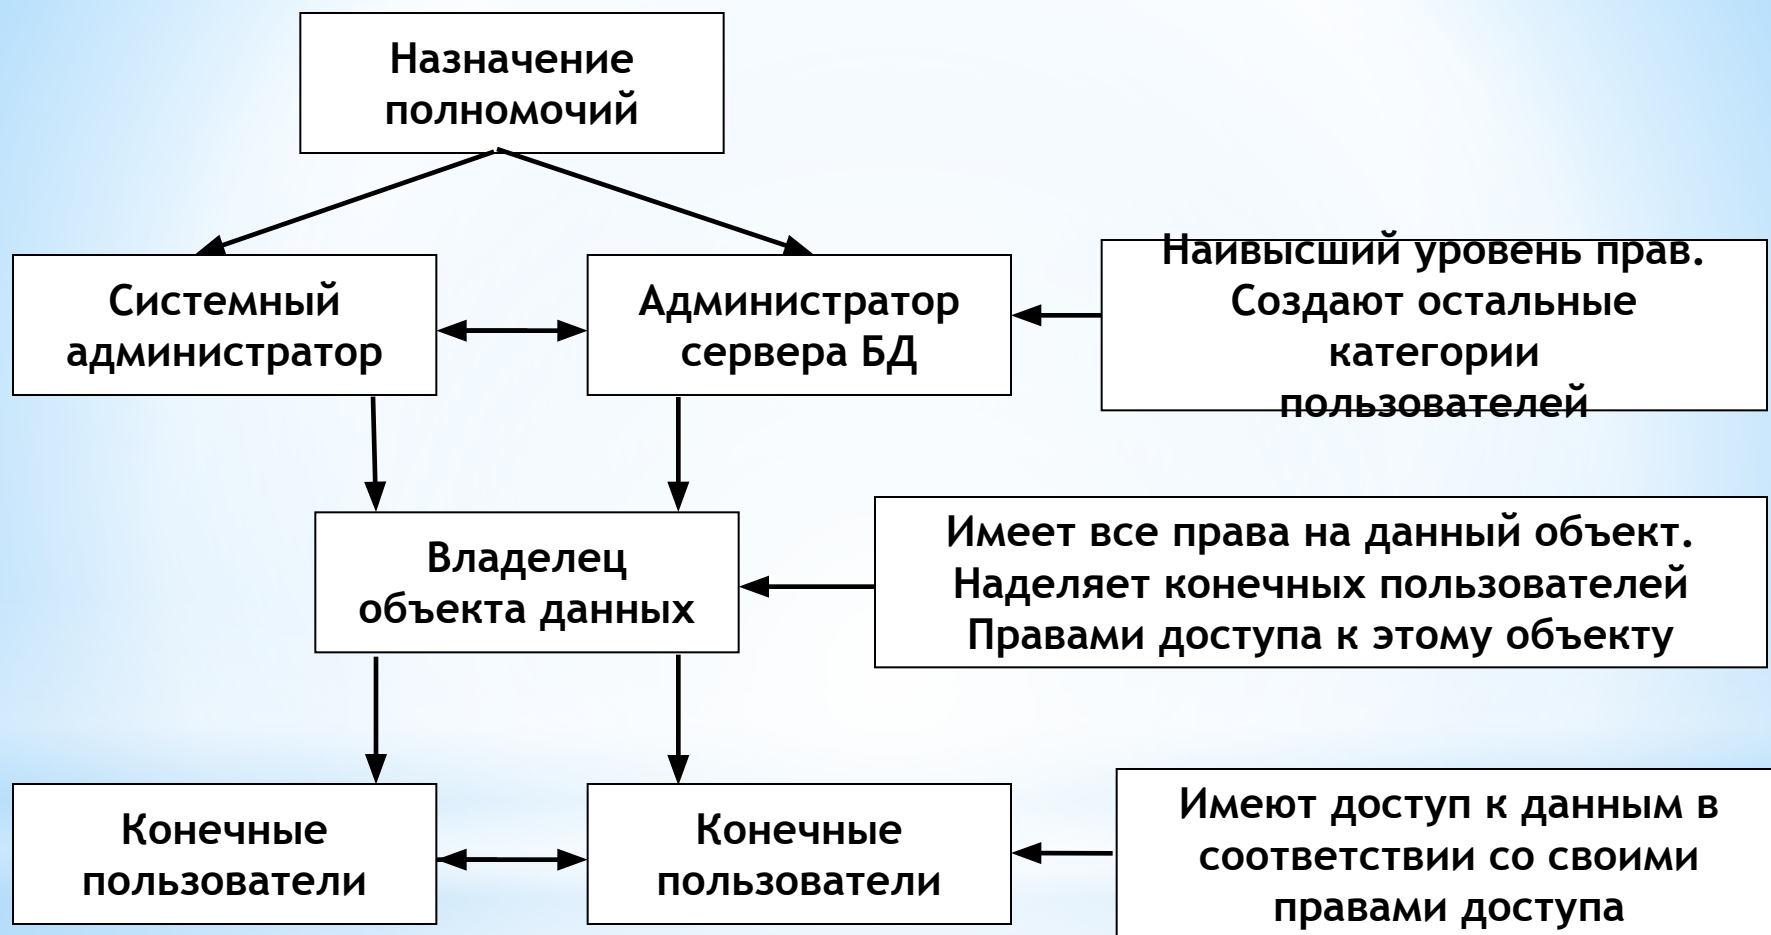 Назначение
полномочий
Системный
администратор
Администратор
сервера БД
Наивысший уровень прав.
Создают остальные
категории
пользователей
Владелец
объекта данных
Имеет все права на данный объект.
Наделяет конечных пользователей
Правами доступа к этому объекту
Конечные
пользователи
Конечные
пользователи
Имеют доступ к данным в
соответствии со своими
правами доступа